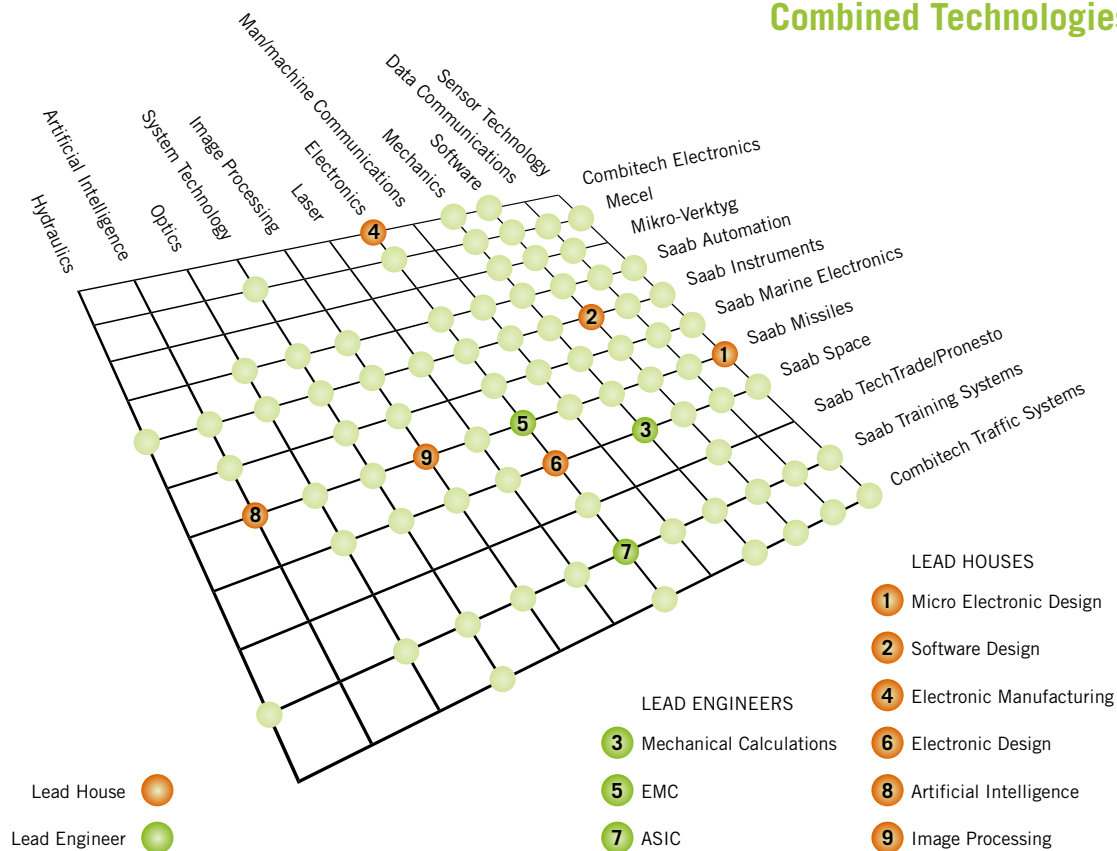 Combined Technologies
Hydraulics
Artificial Intelligence
Optics
System Technology
Image Processing
Laser
Electronics
Man/machine Communications
Mechanics
Software
Data Communications
Sensor Technology
Combitech Electronics
Mecel
Mikro-Verktyg
Saab Automation
Saab Instruments
Saab Marine Electronics
Saab Missiles
Saab Space
Saab TechTrade/Pronesto
Saab Training Systems
Combitech Traffic Systems
4
2
1
5
3
9
6
8
7
LEAD HOUSES
1 Micro Electronic Design
2 Software Design
4 Electronic Manufacturing
6 Electronic Design
8 Artificial Intelligence
9 Image Processing
LEAD ENGINEERS
3 Mechanical Calculations
5 EMC
7 ASIC
Lead House
Lead Engineer